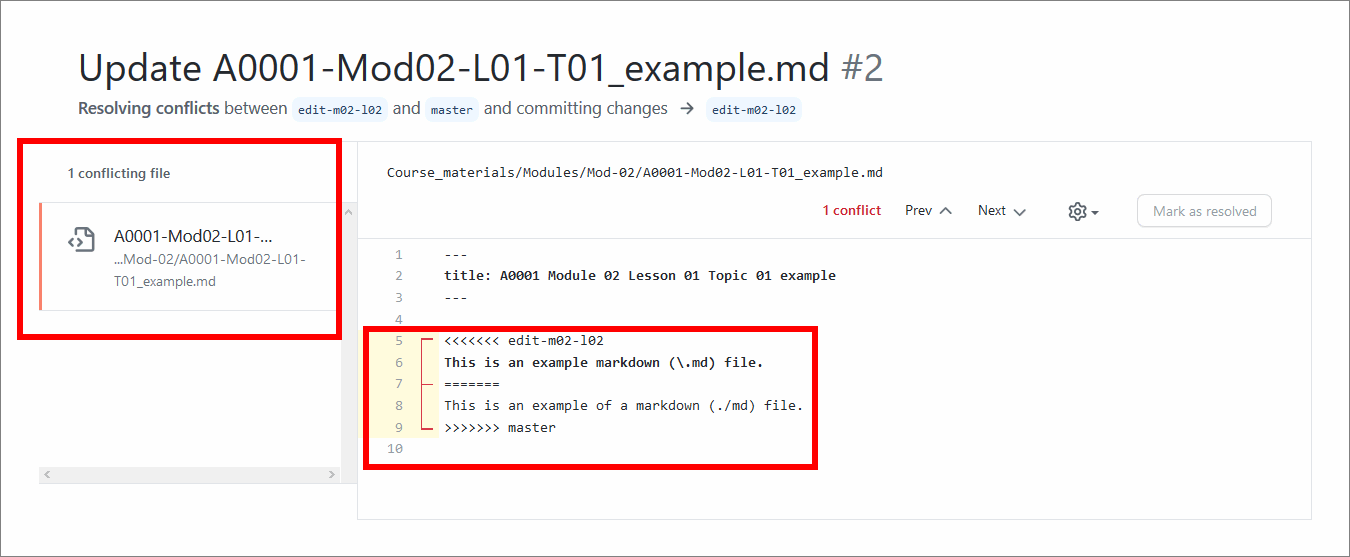 Update A0001-Mod02-L01-T01_example.md #2
Resolving conflicts between edit-m02-l02 and master and committing changes → edit-m02-l02
1 conflicting file
A0001-Mod02-L01-...
...Mod-02/A0001-Mod02-L01-
T01_example.md
Course_materials/Modules/Mod-02/A0001-Mod02-L01-T01_example.md
1 conflict Prev Next Mark as resolved
1 ---
2 title: A0001 Module 02 Lesson 01 Topic 01 example
3 ---
4
5 <<<<<<< edit-m02-l02
6 This is an example markdown (\.md) file.
7 =======
8 This is an example of a markdown (./md) file.
9 >>>>>>> master
10